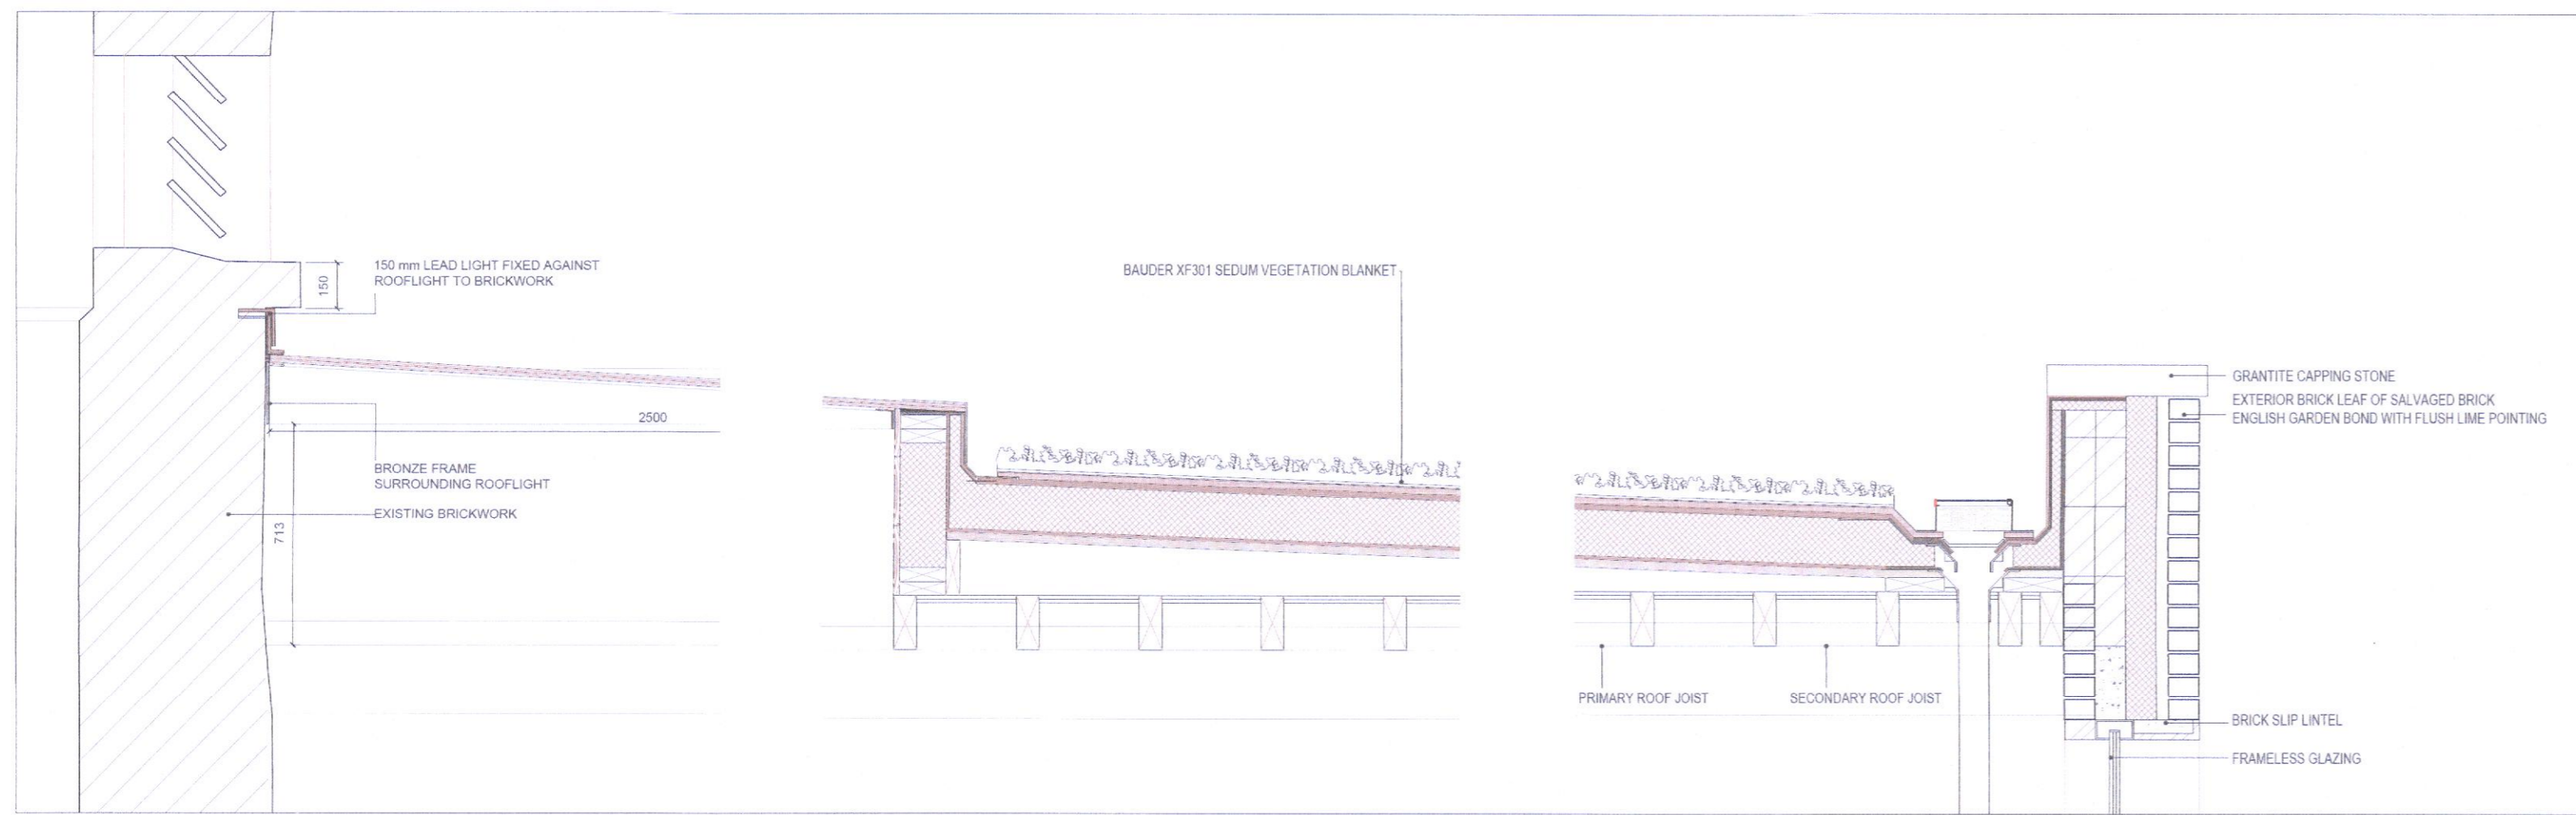 150 mm LEAD LIGHT FIXED AGAINST
ROOFLIGHT TO BRICKWORK
150
BRONZE FRAME
SURROUNDING ROOFLIGHT
EXISTING BRICKWORK
2500
713
BAUDER XF301 SEDUM VEGETATION BLANKET
PRIMARY ROOF JOIST
SECONDARY ROOF JOIST
GRANTITE CAPPING STONE
EXTERIOR BRICK LEAF OF SALVAGED BRICK
ENGLISH GARDEN BOND WITH FLUSH LIME POINTING
BRICK SLIP LINTEL
FRAMELESS GLAZING